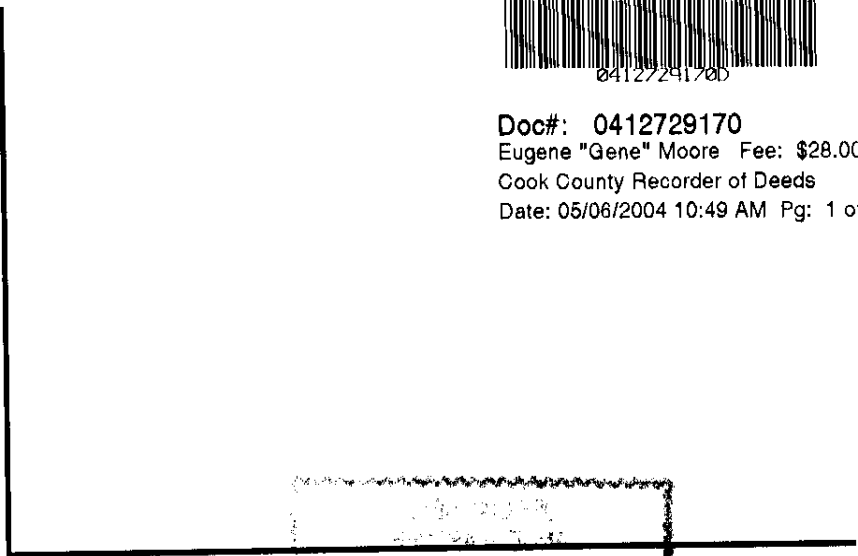 0412729170D
Doc#: 0412729170
Eugene "Gene" Moore Fee: $28.00
Cook County Recorder of Deeds
Date: 05/06/2004 10:49 AM Pg: 1 of